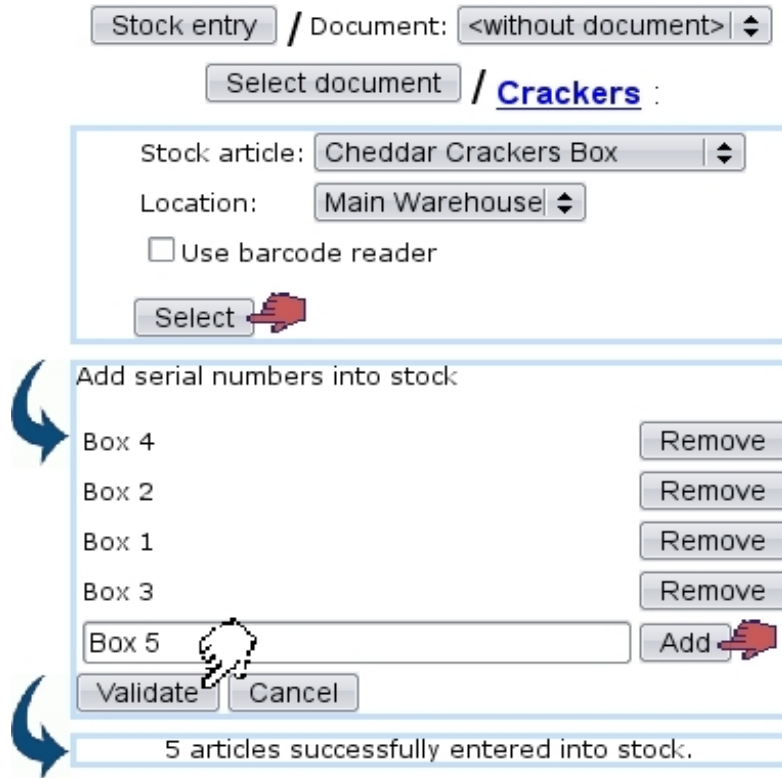 Stock entry / Document: <without document>
Select document / Crackers :
Stock article: Cheddar Crackers Box
Location: Main Warehouse
Use barcode reader
Select
Add serial numbers into stock
Box 4 Remove
Box 2 Remove
Box 1 Remove
Box 3 Remove
Box 5 Add
Validate Cancel
5 articles successfully entered into stock.